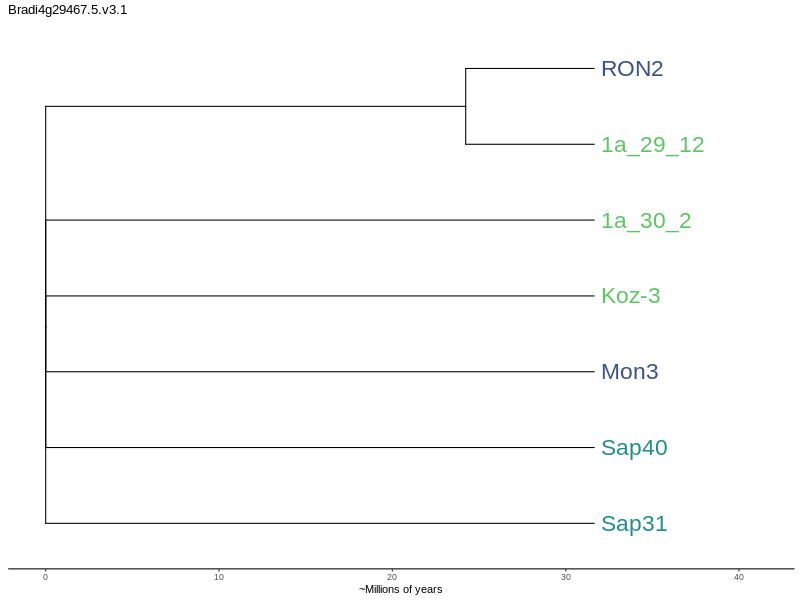 Bradi4g29467.5.v3.1
RON2
1a_29_12
1a_30_2
Koz-3
Mon3
Sap40
Sap31
0 10 20 30 40
~Millions of years